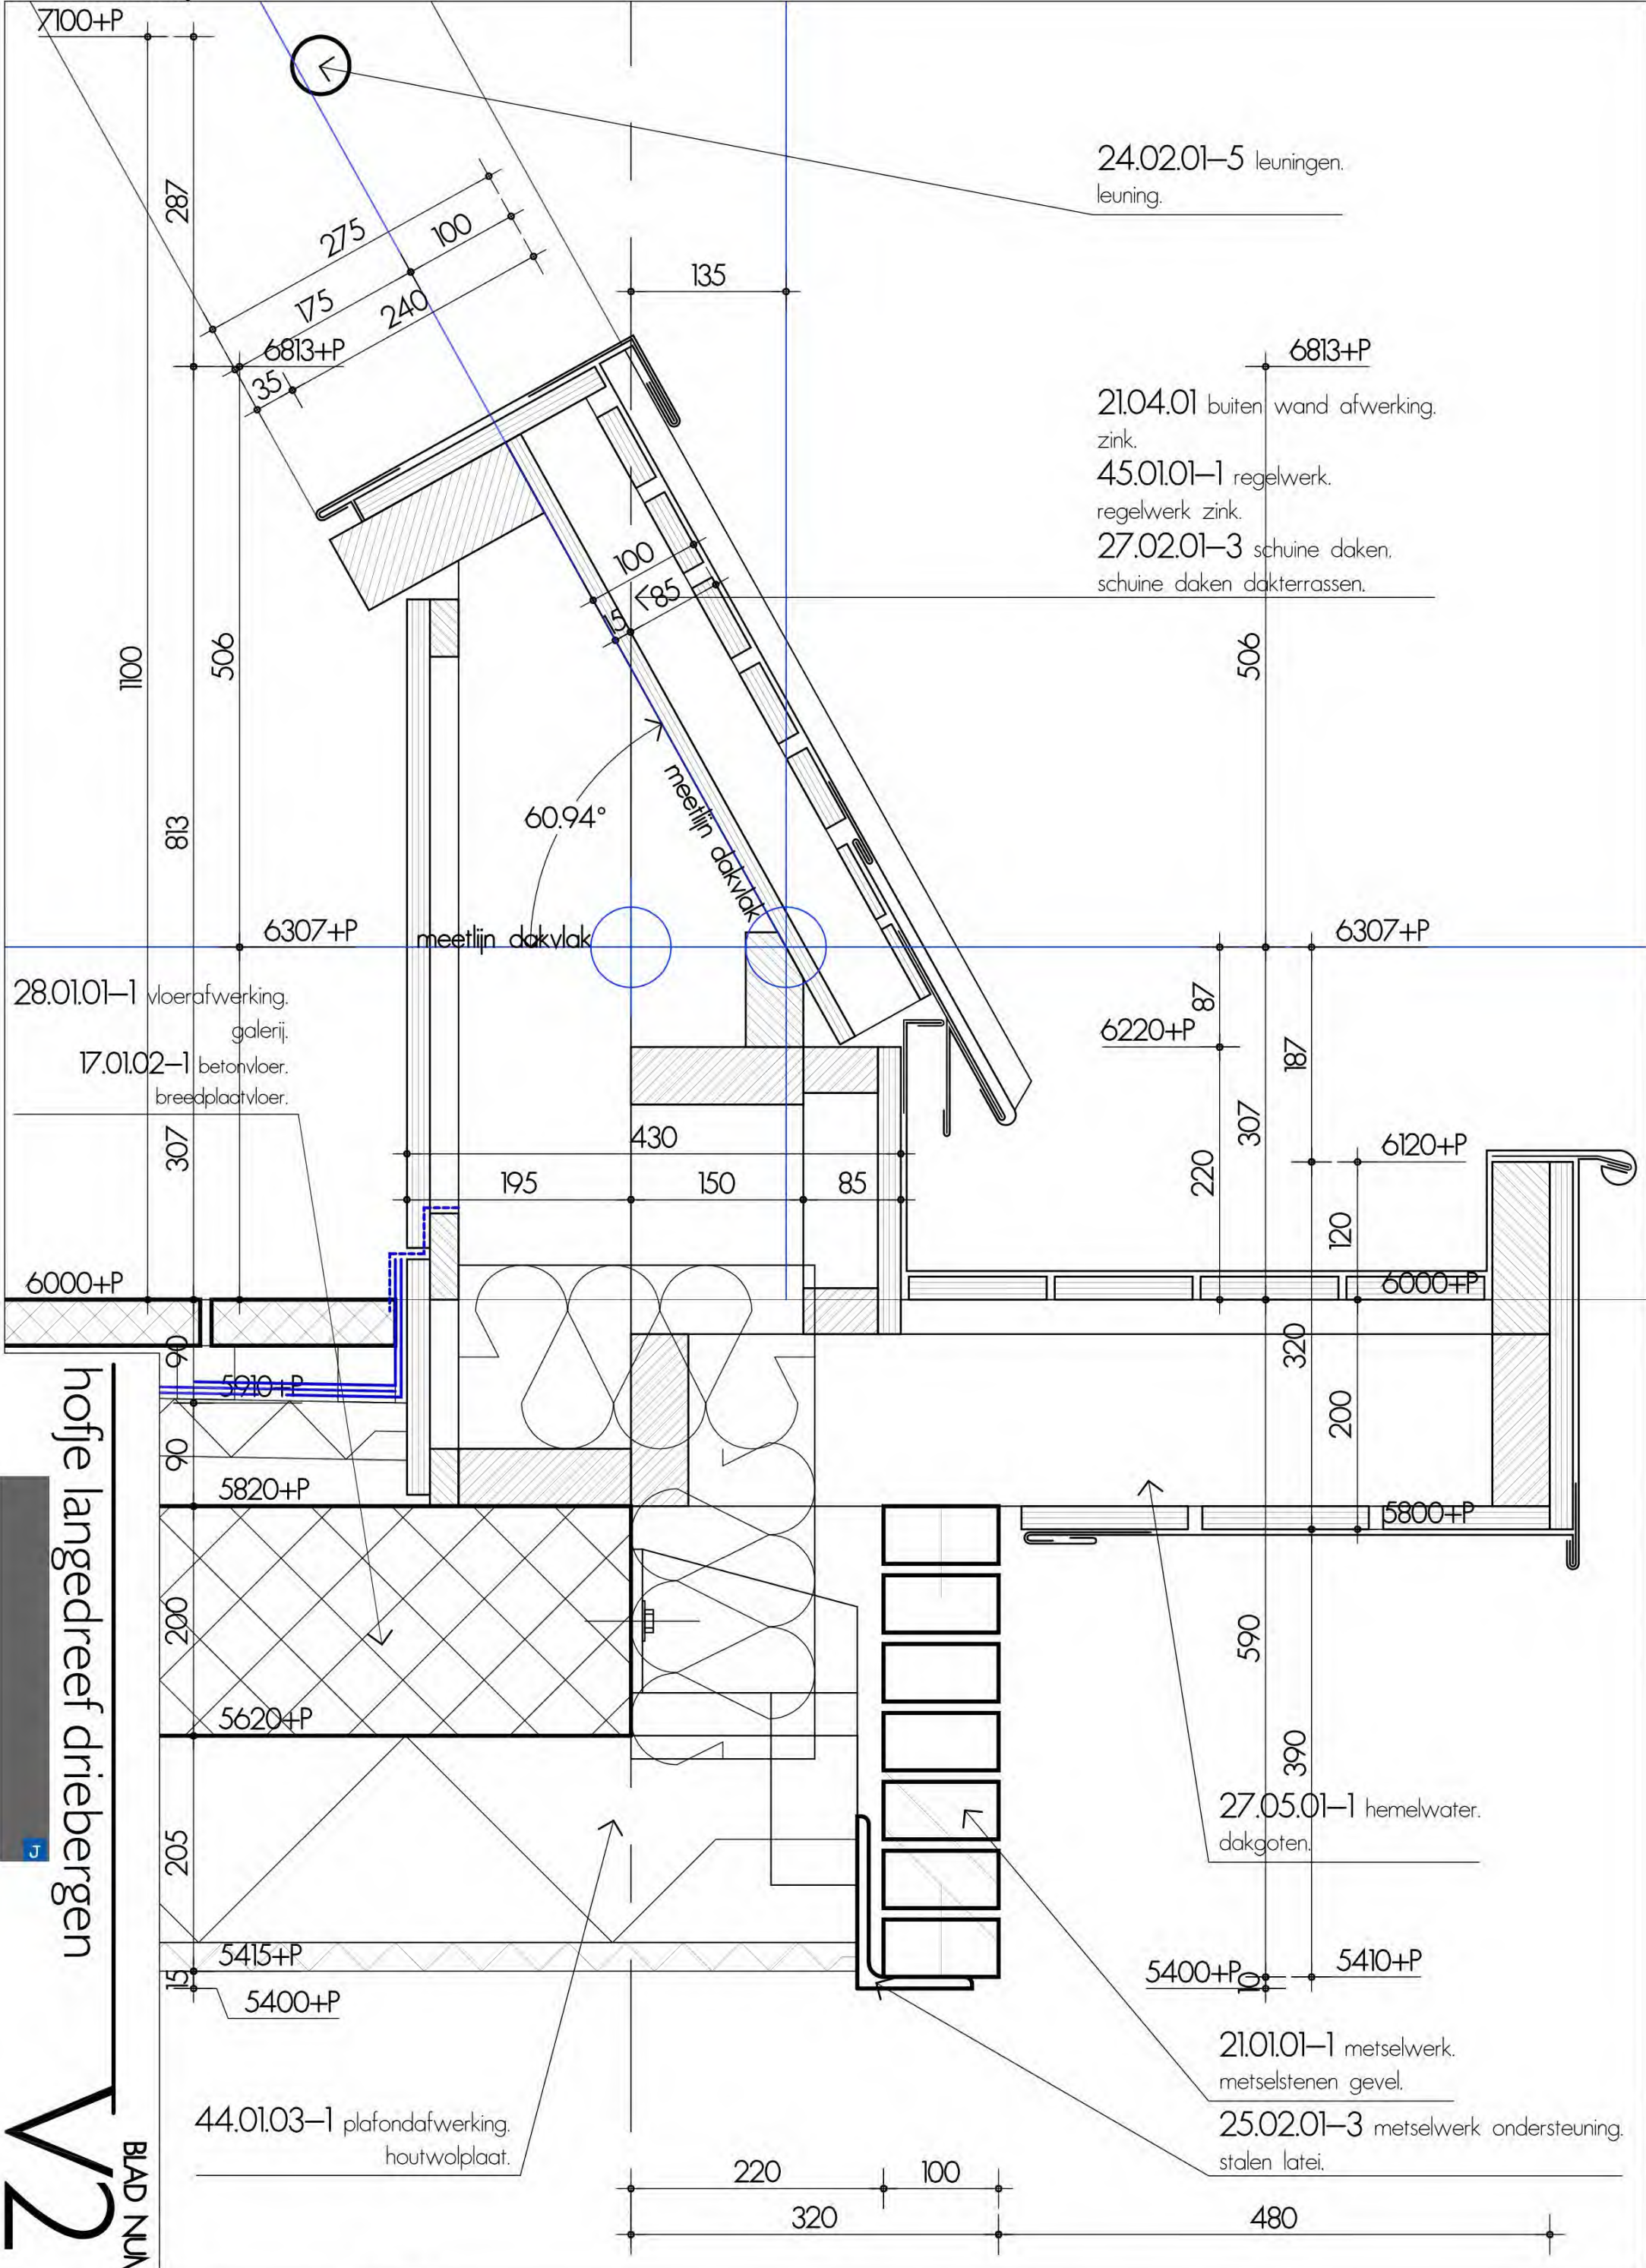 7100+P
287
275
100
175
240
6813+P
35
135
24.02.01–5 leuningen.
leuning.
6813+P
21.04.01 buiten wand afwerking.
zink.
45.01.01–1 regelwerk.
regelwerk zink.
27.02.01–3 schuine daken.
schuine daken dakterrassen.
100
85
15
1100
506
506
813
60.94°
meetlijn dakvlak
meetlijn dakvlak
6307+P
6307+P
28.01.01–1 vloerafwerking.
galerij.
17.01.02–1 betonvloer.
breedplaatvloer.
87
6220+P
187
307
307
430
220
6120+P
195
150
85
120
6000+P
6000+P
90
320
5910+P
200
90
5820+P
5800+P
200
590
5620+P
390
27.05.01–1 hemelwater.
dakgoten.
205
5415+P
15
5400+P
5400+P
10
5410+P
21.01.01–1 metselwerk.
metselstenen gevel.
25.02.01–3 metselwerk ondersteuning.
stalen latei.
44.01.03–1 plafondafwerking.
houtwolplaat.
220
100
320
480
hofje langedreef driebergen
J
BLAD NUM
V2